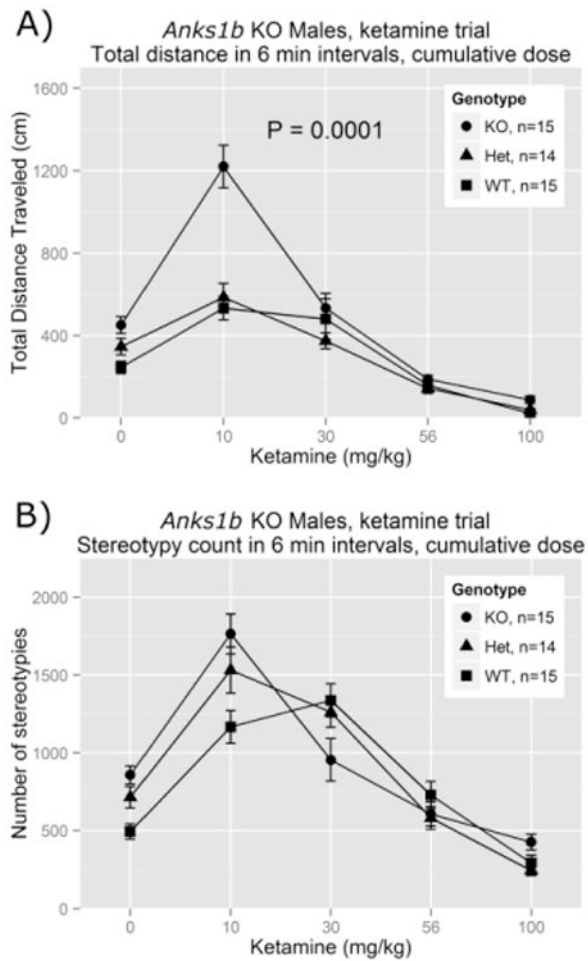 A)
Anks1b KO Males, ketamine trial
Total distance in 6 min intervals, cumulative dose
Total Distance Traveled (cm)
1600
1200
800
400
0
P = 0.0001
Genotype
KO, n=15
Het, n=14
WT, n=15
0 10 30 56 100
Ketamine (mg/kg)
B)
Anks1b KO Males, ketamine trial
Stereotypy count in 6 min intervals, cumulative dose
Number of stereotypies
2000
1500
1000
500
0
Genotype
KO, n=15
Het, n=14
WT, n=15
0 10 30 56 100
Ketamine (mg/kg)